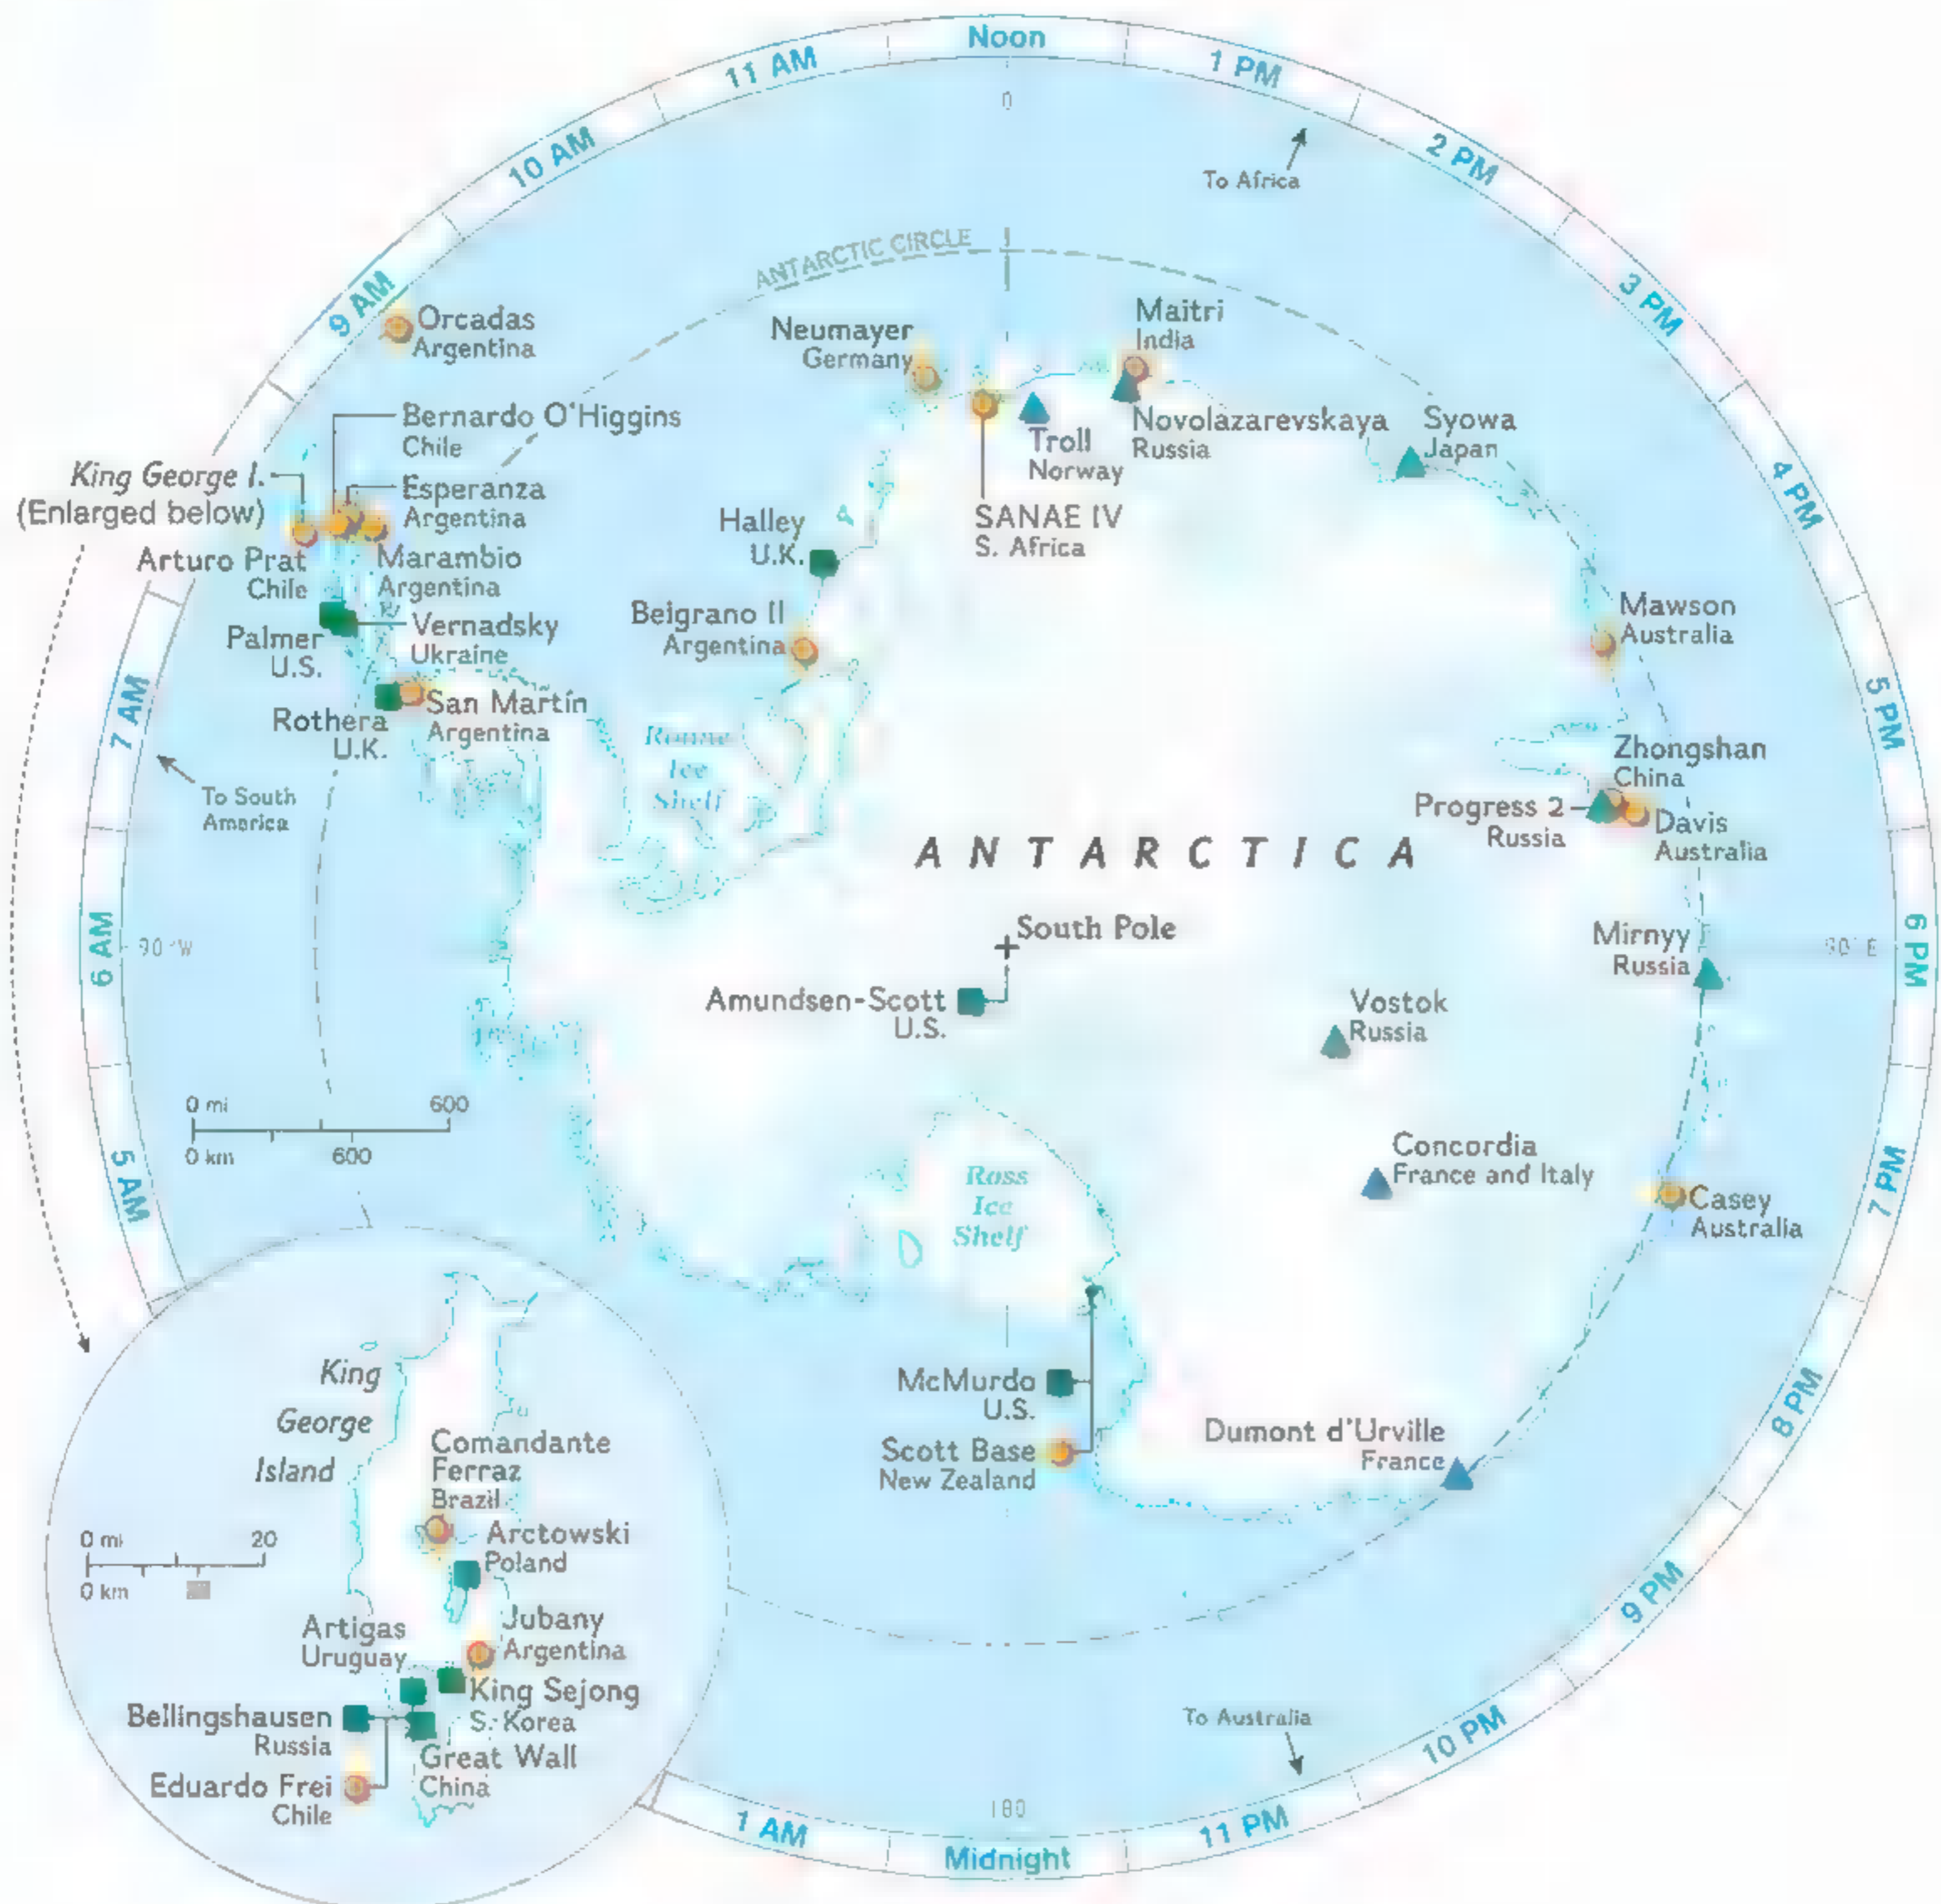 Noon
11 AM
1 PM
10 AM
2 PM
9 AM
3 PM
4 PM
7 AM
5 PM
6 AM
6 PM
5 AM
7 PM
8 PM
9 PM
10 PM
11 PM
1 AM
Midnight
0
To Africa
ANTARCTIC CIRCLE
Orcadas
Argentina
Neumayer
Germany
Maitri
India
Bernardo O'Higgins
Chile
Troll
Norway
Novolazarevskaya
Russia
Syowa
Japan
King George I.
(Enlarged below)
Esperanza
Argentina
Halley
U.K.
SANAE IV
S. Africa
Arturo Prat
Chile
Marambio
Argentina
Belgrano II
Argentina
Mawson
Australia
Palmer
U.S.
Vernadsky
Ukraine
Rothera
U.K.
San Martín
Argentina
Ronne
Ice
Shelf
Zhongshan
China
To South
America
Progress 2
Russia
Davis
Australia
ANTARCTICA
90°W
South Pole
Mirnyy
Russia
90°E
Amundsen-Scott
U.S.
Vostok
Russia
0 mi 600
0 km 600
Concordia
France and Italy
Ross
Ice
Shelf
Casey
Australia
McMurdo
U.S.
Scott Base
New Zealand
Dumont d'Urville
France
King
George
Island
Comandante
Ferraz
Brazil
0 mi 20
0 km
Arctowski
Poland
Artigas
Uruguay
Jubany
Argentina
King Sejong
S. Korea
Bellingshausen
Russia
Great Wall
China
Eduardo Frei
Chile
To Australia
180